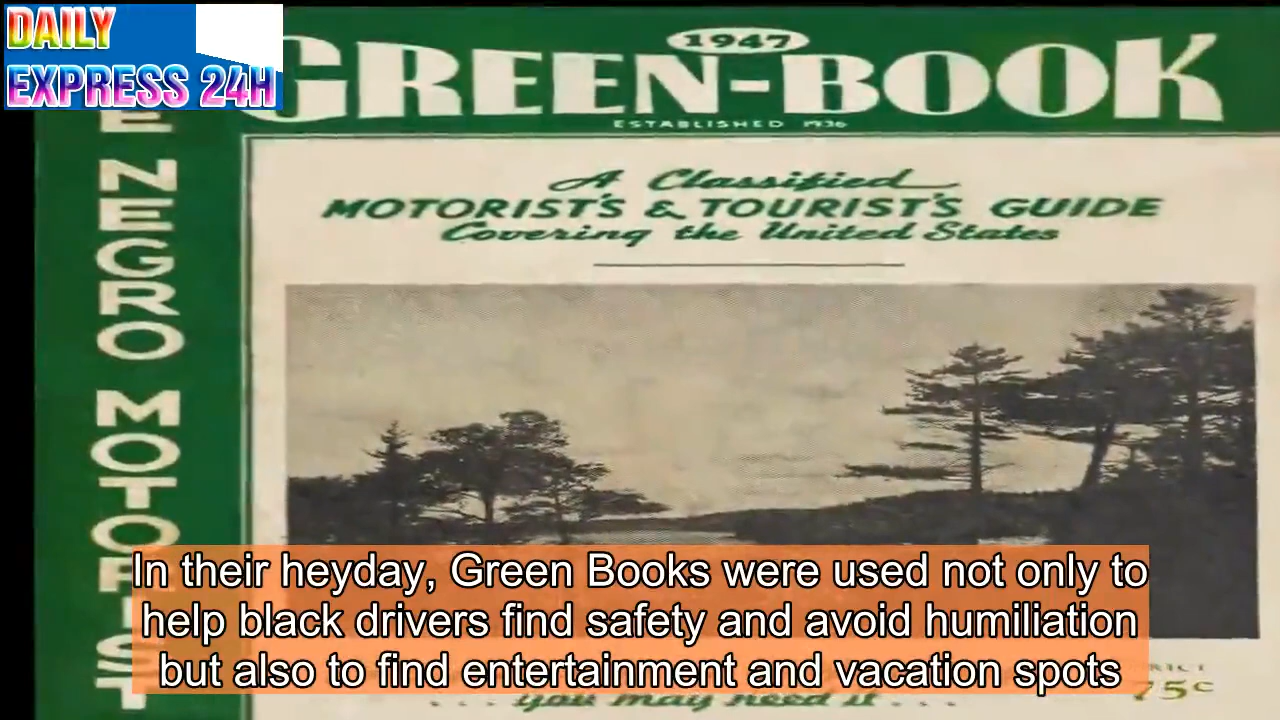 DAILY
EXPRESS 24H
1947
GREEN-BOOK
ESTABLISHED 1936
E NEGRO MOTORIST
A Classified
MOTORIST'S & TOURIST'S GUIDE
Covering the United States
In their heyday, Green Books were used not only to
help black drivers find safety and avoid humiliation
but also to find entertainment and vacation spots
75c
. . . you may need it . . .